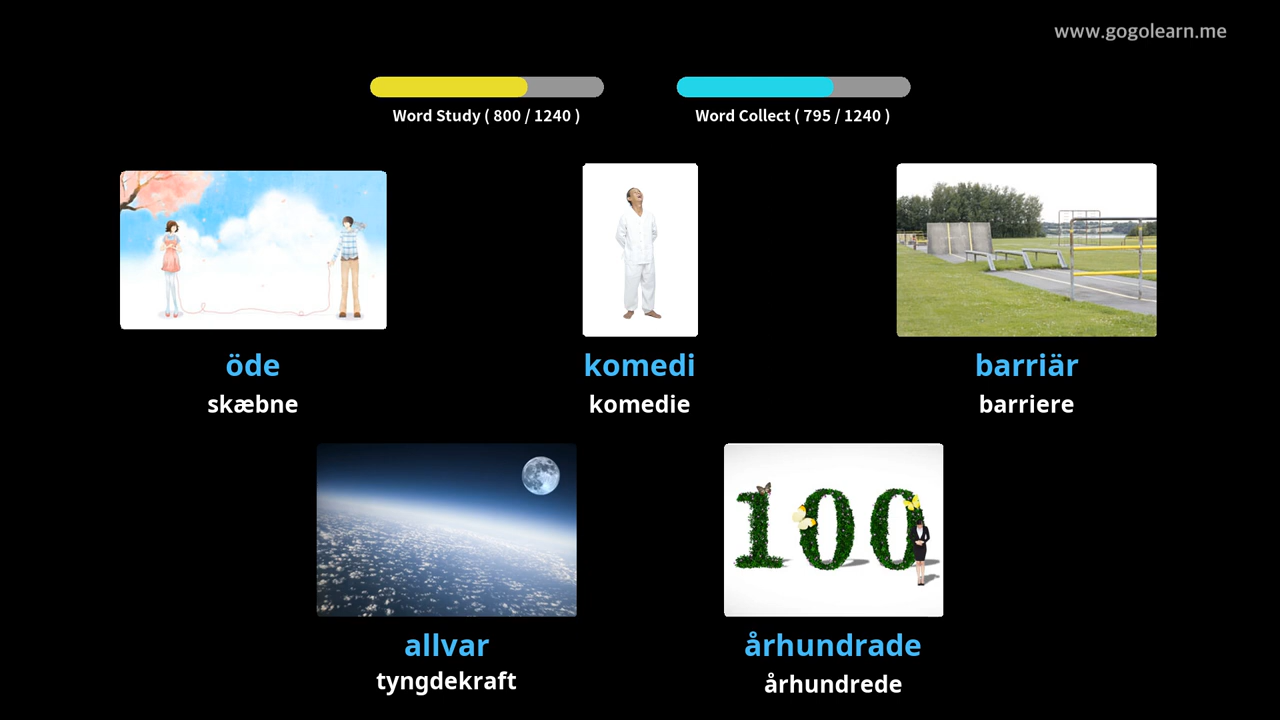 www.gogolearn.me
Word Study ( 800 / 1240 )
Word Collect ( 795 / 1240 )
öde
skæbne
komedi
komedie
barriär
barriere
allvar
tyngdekraft
århundrade
århundrede
100